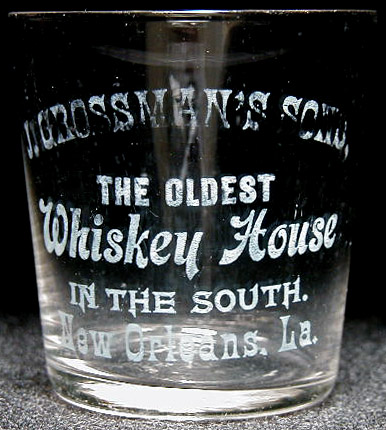 J. GROSSMAN'S SONS,
THE OLDEST
Whiskey House
IN THE SOUTH.
New Orleans, La.